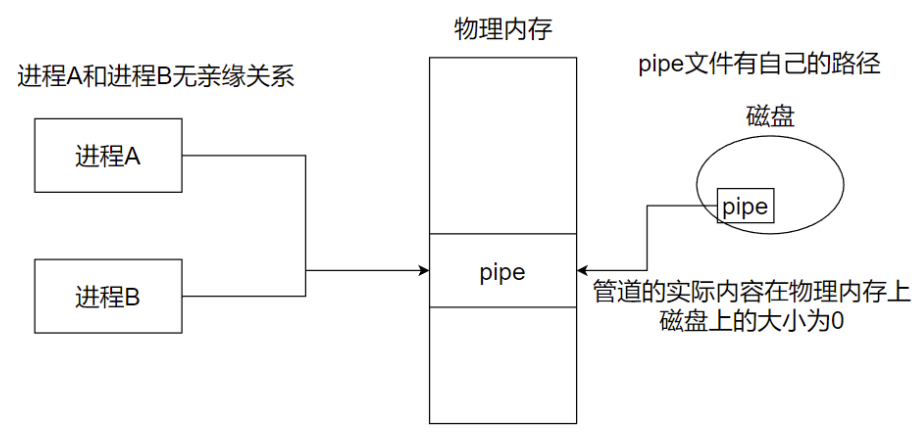 物理内存
进程A和进程B无亲缘关系
pipe文件有自己的路径
磁盘
进程A
pipe
pipe
进程B
管道的实际内容在物理内存上
磁盘上的大小为0